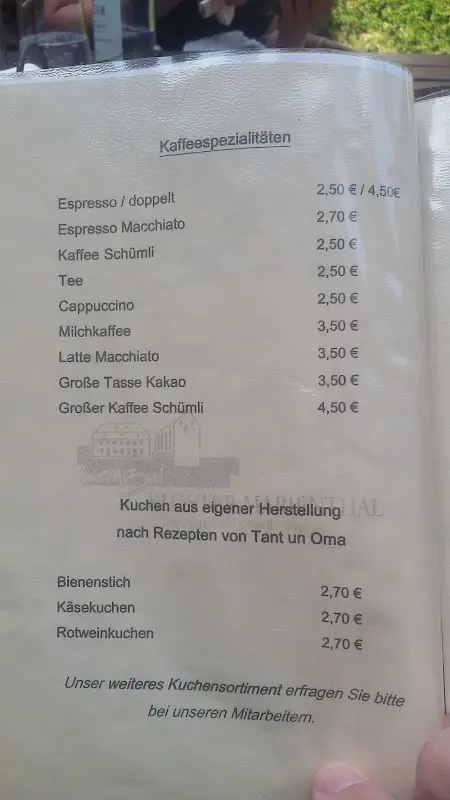 Kaffeespezialitäten
Espresso / doppelt 2,50 € / 4,50€
Espresso Macchiato 2,70 €
Kaffee Schümli 2,50 €
Tee 2,50 €
Cappuccino 2,50 €
Milchkaffee 3,50 €
Latte Macchiato 3,50 €
Große Tasse Kakao 3,50 €
Großer Kaffee Schümli 4,50 €
Weingut
KLOSTER MARIENTHAL
Kuchen aus eigener Herstellung
nach Rezepten von Tant un Oma
Bienenstich 2,70 €
Käsekuchen 2,70 €
Rotweinkuchen 2,70 €
Unser weiteres Kuchensortiment erfragen Sie bitte
bei unseren Mitarbeitern.